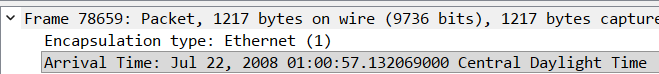 Frame 78659: Packet, 1217 bytes on wire (9736 bits), 1217 bytes capture
Encapsulation type: Ethernet (1)
Arrival Time: Jul 22, 2008 01:00:57.132069000 Central Daylight Time